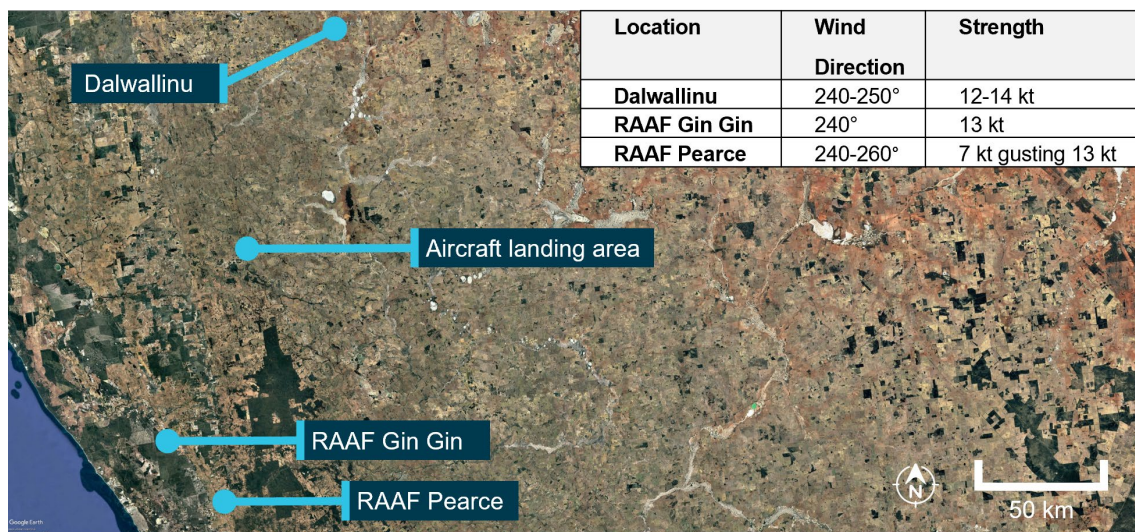 Location Wind Direction Strength
Dalwallinu 240-250° 12-14 kt
RAAF Gin Gin 240° 13 kt
RAAF Pearce 240-260° 7 kt gusting 13 kt
Dalwallinu
Aircraft landing area
RAAF Gin Gin
RAAF Pearce
N
50 km
Google Earth